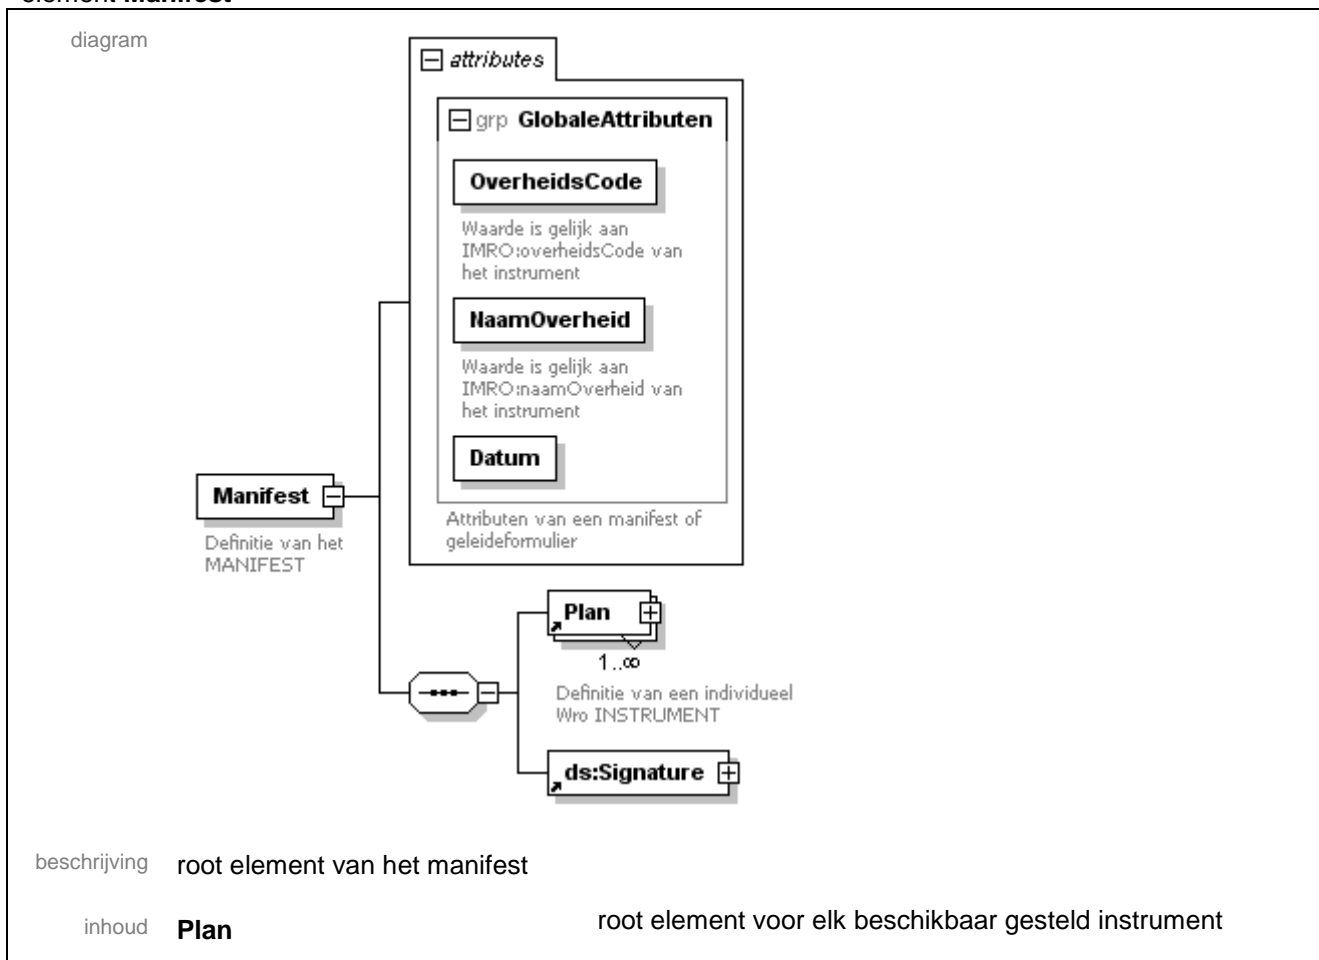 element Manifest
diagram
attributes
grp GlobaleAttributen
OverheidsCode
Waarde is gelijk aan
IMRO:overheidsCode van
het instrument
NaamOverheid
Waarde is gelijk aan
IMRO:naamOverheid van
het instrument
Datum
Attributen van een manifest of
geleideformulier
Manifest
Definitie van het
MANIFEST
Plan
1..∞
Definitie van een individueel
Wro INSTRUMENT
ds:Signature
beschrijving root element van het manifest
inhoud Plan root element voor elk beschikbaar gesteld instrument